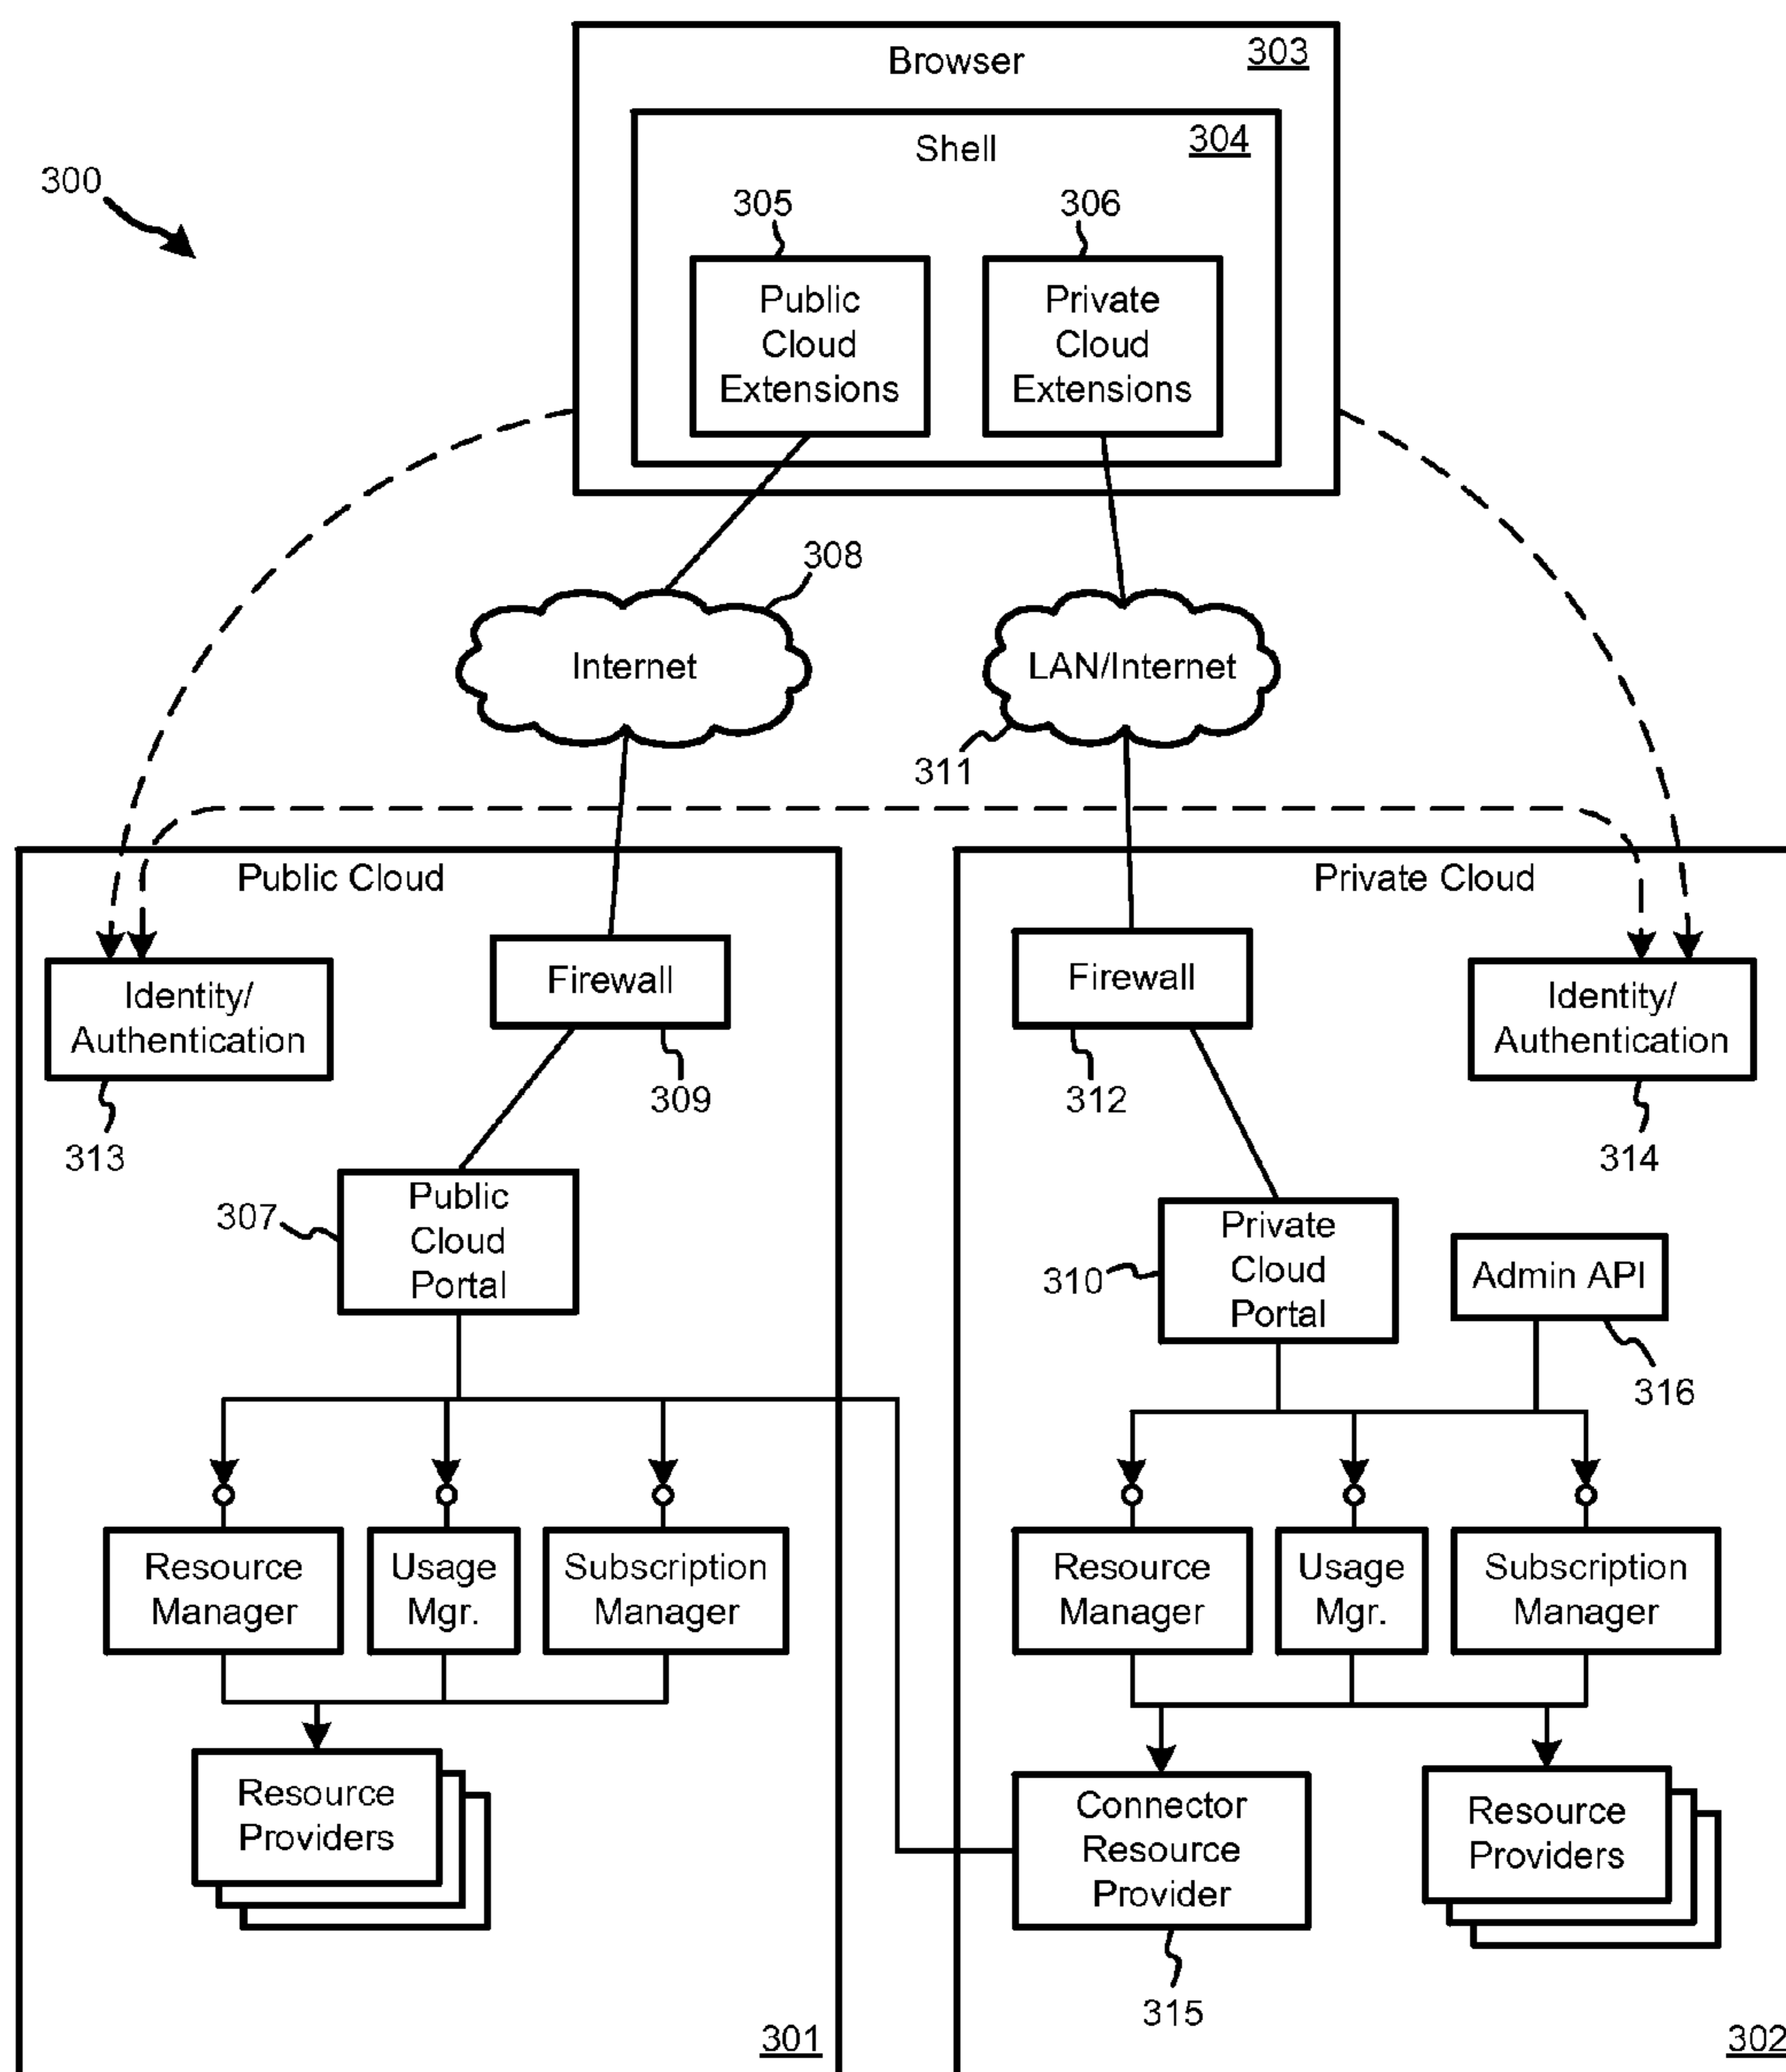 Browser
303
Shell
304
300
305
306
Public
Cloud
Extensions
Private
Cloud
Extensions
308
Internet
LAN/Internet
311
Public Cloud
Private Cloud
Identity/
Authentication
313
Firewall
309
Firewall
312
Identity/
Authentication
314
307
Public
Cloud
Portal
310
Private
Cloud
Portal
Admin API
316
Resource
Manager
Usage
Mgr.
Subscription
Manager
Resource
Manager
Usage
Mgr.
Subscription
Manager
Resource
Providers
Connector
Resource
Provider
315
Resource
Providers
301
302